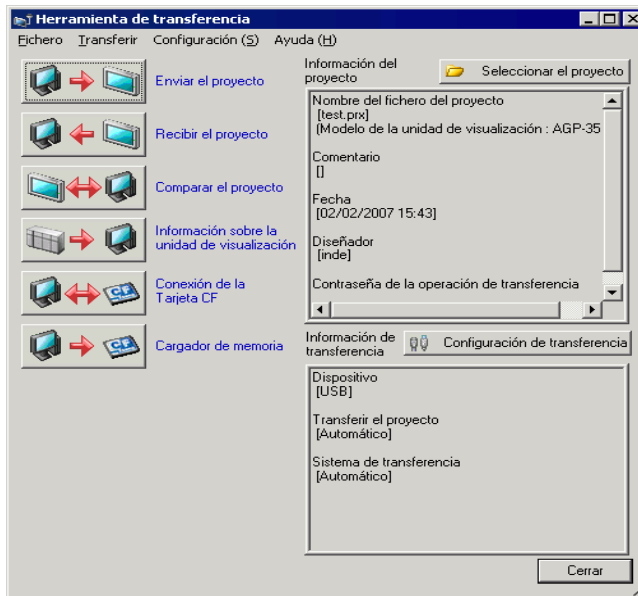 Herramienta de transferencia
Fichero Transferir Configuración (S) Ayuda (H)
Enviar el proyecto
Recibir el proyecto
Comparar el proyecto
Información sobre la
unidad de visualización
Conexión de la
Tarjeta CF
Cargador de memoria
Información del
proyecto
Seleccionar el proyecto
Nombre del fichero del proyecto
[test.prx]
(Modelo de la unidad de visualización : AGP-35
Comentario
[]
Fecha
[02/02/2007 15:43]
Diseñador
[inde]
Contraseña de la operación de transferencia
Información de
transferencia
Configuración de transferencia
Dispositivo
[USB]
Transferir el proyecto
[Automático]
Sistema de transferencia
[Automático]
Cerrar